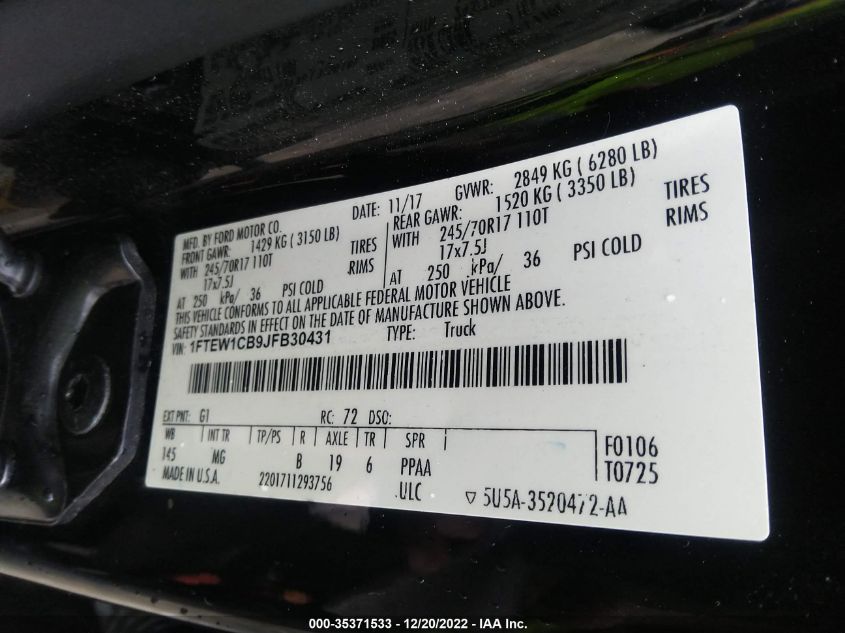 MFD. BY FORD MOTOR CO.
DATE: 11/17 GVWR: 2849 KG ( 6280 LB)
FRONT GAWR: 1429 KG ( 3150 LB)
REAR GAWR: 1520 KG ( 3350 LB)
WITH 245/70R17 110T TIRES
WITH 245/70R17 110T TIRES
17x7.5J RIMS
17x7.5J RIMS
AT 250 kPa/ 36 PSI COLD
AT 250 kPa/ 36 PSI COLD
THIS VEHICLE CONFORMS TO ALL APPLICABLE FEDERAL MOTOR VEHICLE
SAFETY STANDARDS IN EFFECT ON THE DATE OF MANUFACTURE SHOWN ABOVE.
VIN: 1FTEW1CB9JFB30431 TYPE: Truck
EXT PNT: G1 RC: 72 DSO:
WB INT TR TP/PS R AXLE TR SPR
145 MG B 19 6 PPAA
F0106
T0725
MADE IN U.S.A. 2201711293756 .ULC ▽ 5U5A-3520472-AA
000-35371533 - 12/20/2022 - IAA Inc.